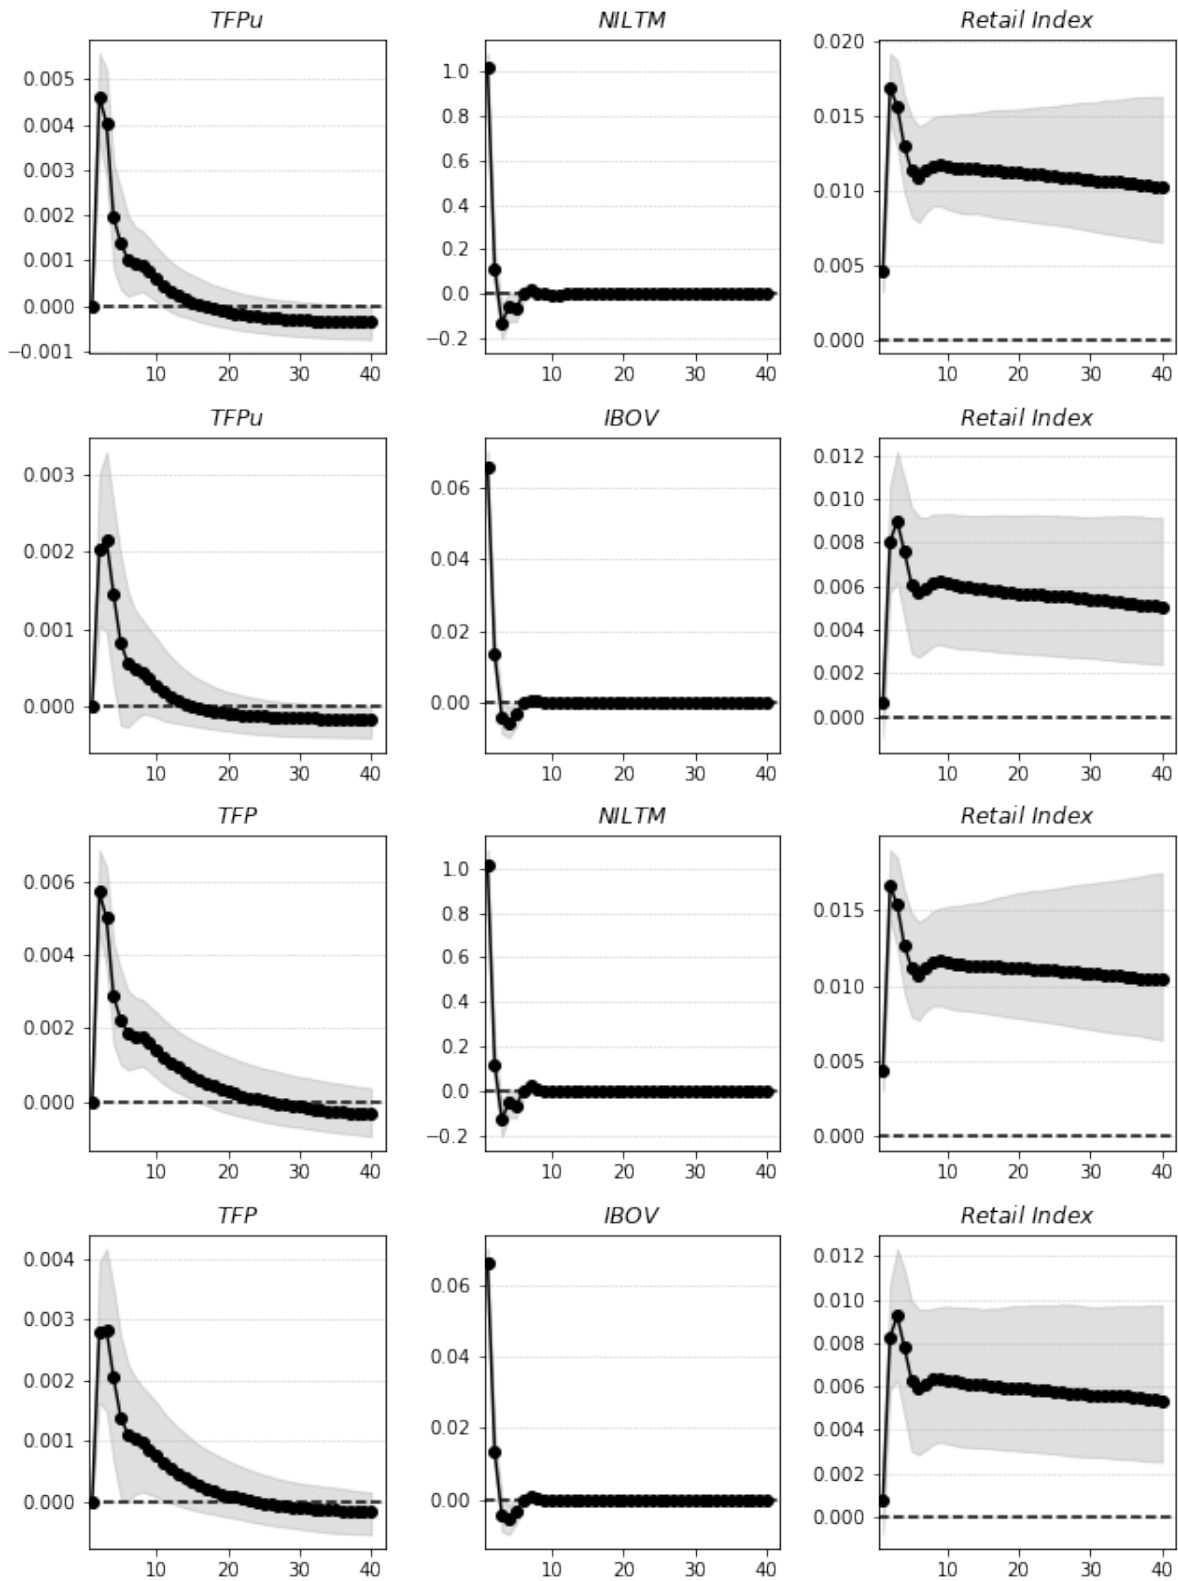 TFPu NILTM Retail Index
0.005 1.0 0.020
0.004 0.8 0.015
0.003 0.6 0.010
0.002 0.4 0.005
0.001 0.2 0.000
0.000 0.0
−0.001 −0.2
10 20 30 40 10 20 30 40 10 20 30 40
TFPu IBOV Retail Index
0.003 0.06 0.012
0.002 0.04 0.010
0.001 0.02 0.008
0.000 0.00 0.006
0.004
0.002
0.000
10 20 30 40 10 20 30 40 10 20 30 40
TFP NILTM Retail Index
0.006 1.0 0.015
0.004 0.8 0.010
0.002 0.6 0.005
0.000 0.4 0.000
0.2
0.0
−0.2
10 20 30 40 10 20 30 40 10 20 30 40
TFP IBOV Retail Index
0.004 0.06 0.012
0.003 0.04 0.010
0.002 0.02 0.008
0.001 0.00 0.006
0.000 0.004
0.002
0.000
10 20 30 40 10 20 30 40 10 20 30 40